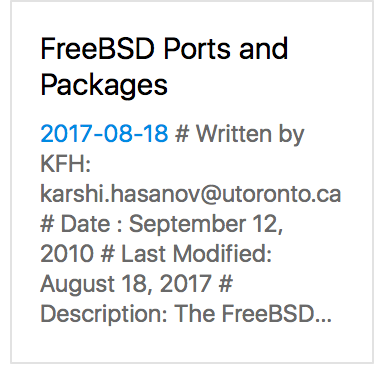 FreeBSD Ports and
Packages
2017-08-18 # Written by
KFH:
karshi.hasanov@utoronto.ca
# Date : September 12,
2010 # Last Modified:
August 18, 2017 #
Description: The FreeBSD...